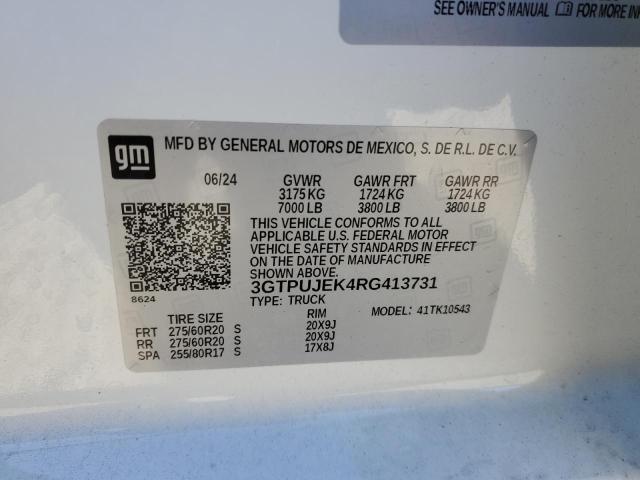 SEE OWNER'S MANUAL FOR MORE
gm
MFD BY GENERAL MOTORS DE MEXICO, S. DE R.L. DE C.V.
06/24 GVWR GAWR FRT GAWR RR
3175 KG 1724 KG 1724 KG
7000 LB 3800 LB 3800 LB
THIS VEHICLE CONFORMS TO ALL
APPLICABLE U.S. FEDERAL MOTOR
VEHICLE SAFETY STANDARDS IN EFFECT
ON THE DATE OF MANUFACTURE
SHOWN ABOVE.
8624
3GTPUJEK4RG413731
TYPE: TRUCK
TIRE SIZE RIM MODEL: 41TK10543
FRT 275/60R20 S 20X9J
RR 275/60R20 S 20X9J
SPA 255/80R17 S 17X8J